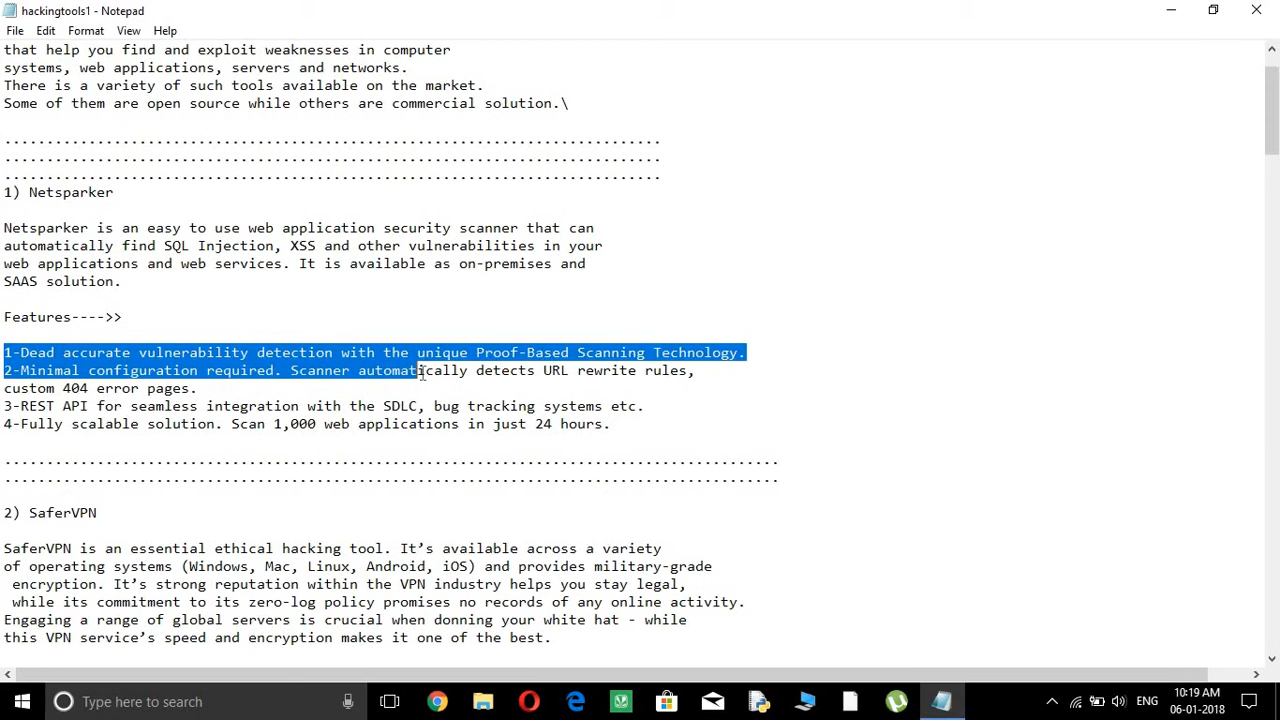 hackingtools1 - Notepad
File Edit Format View Help
that help you find and exploit weaknesses in computer
systems, web applications, servers and networks.
There is a variety of such tools available on the market.
Some of them are open source while others are commercial solution.\
..............................................................................
..............................................................................
..............................................................................
1) Netsparker
Netsparker is an easy to use web application security scanner that can
automatically find SQL Injection, XSS and other vulnerabilities in your
web applications and web services. It is available as on-premises and
SAAS solution.
Features---->>
1-Dead accurate vulnerability detection with the unique Proof-Based Scanning Technology.
2-Minimal configuration required. Scanner automatically detects URL rewrite rules,
custom 404 error pages.
3-REST API for seamless integration with the SDLC, bug tracking systems etc.
4-Fully scalable solution. Scan 1,000 web applications in just 24 hours.
............................................................................................
............................................................................................
2) SaferVPN
SaferVPN is an essential ethical hacking tool. It’s available across a variety
of operating systems (Windows, Mac, Linux, Android, iOS) and provides military-grade
encryption. It’s strong reputation within the VPN industry helps you stay legal,
while its commitment to its zero-log policy promises no records of any online activity.
Engaging a range of global servers is crucial when donning your white hat - while
this VPN service’s speed and encryption makes it one of the best.
Type here to search
ENG
10:19 AM
06-01-2018